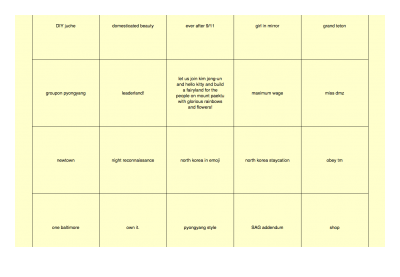 DIY juche
domesticated beauty
ever after 9/11
girl in mirror
grand teton
groupon pyongyang
leaderland!
let us join kim jong-un
and hello kitty and build
a fairyland for the
people on mount paektu
with glorious rainbows
and flowers!
maximum wage
miss dmz
newtown
night reconnaissance
north korea in emoji
north korea staycation
obey tm
one baltimore
own it
pyongyang style
SAG addendum
shop